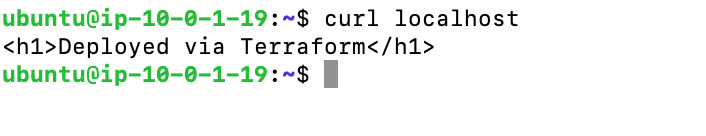 ubuntu@ip-10-0-1-19:~$ curl localhost
<h1>Deployed via Terraform</h1>
ubuntu@ip-10-0-1-19:~$